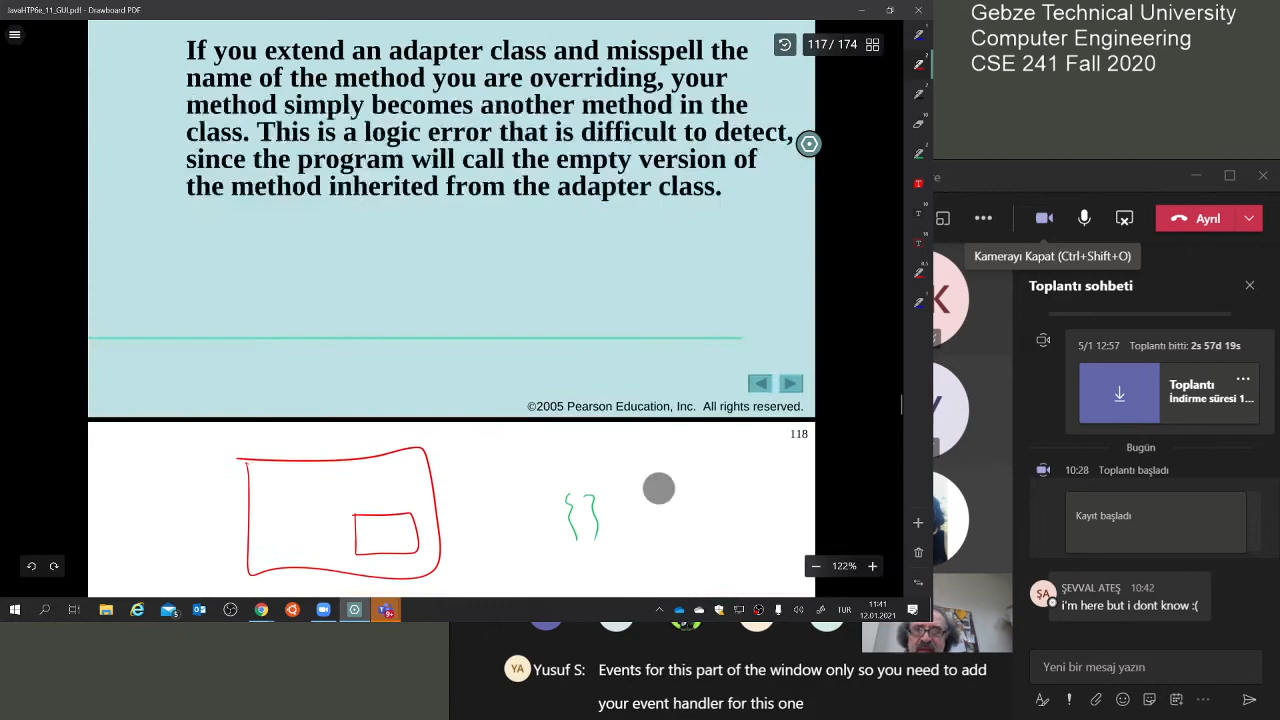 JavaHTP6e_11_GUI.pdf - Drawboard PDF
Gebze Technical University
Computer Engineering
CSE 241 Fall 2020
If you extend an adapter class and misspell the
name of the method you are overriding, your
method simply becomes another method in the
class. This is a logic error that is difficult to detect,
since the program will call the empty version of
the method inherited from the adapter class.
117 / 174
©2005 Pearson Education, Inc. All rights reserved.
118
122%
Ayrıl
Kamerayı Kapat (Ctrl+Shift+O)
Toplantı sohbeti
5/1 12:57 Toplantı bitti: 2s 57d 19s
Toplantı
İndirme süresi 1...
Bugün
10:28 Toplantı başladı
Kayıt başladı
ŞA
ŞEVVAL ATEŞ 10:42
i'm here but i dont know :(
Yeni bir mesaj yazın
TUR
11:41
12.01.2021
YA
Yusuf S: Events for this part of the window only so you need to add
your event handler for this one